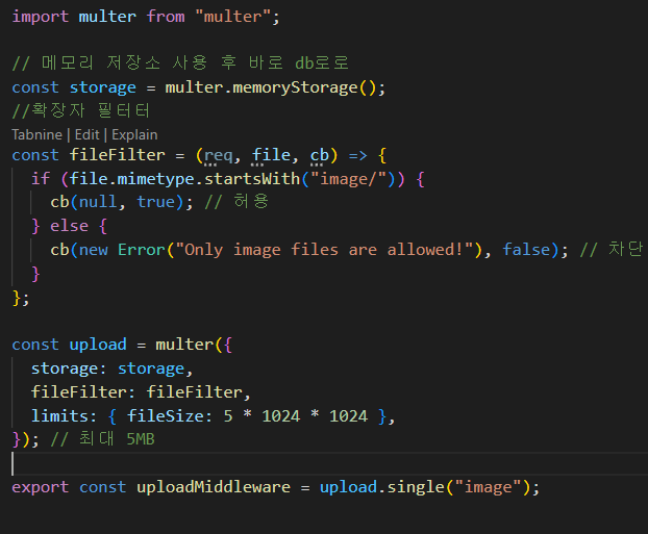 import multer from "multer";
// 메모리 저장소 사용 후 바로 db로로
const storage = multer.memoryStorage();
//확장자 필터터
Tabnine | Edit | Explain
const fileFilter = (req, file, cb) => {
if (file.mimetype.startsWith("image/")) {
cb(null, true); // 허용
} else {
cb(new Error("Only image files are allowed!"), false); // 차단
}
};
const upload = multer({
storage: storage,
fileFilter: fileFilter,
limits: { fileSize: 5 * 1024 * 1024 },
}); // 최대 5MB
export const uploadMiddleware = upload.single("image");